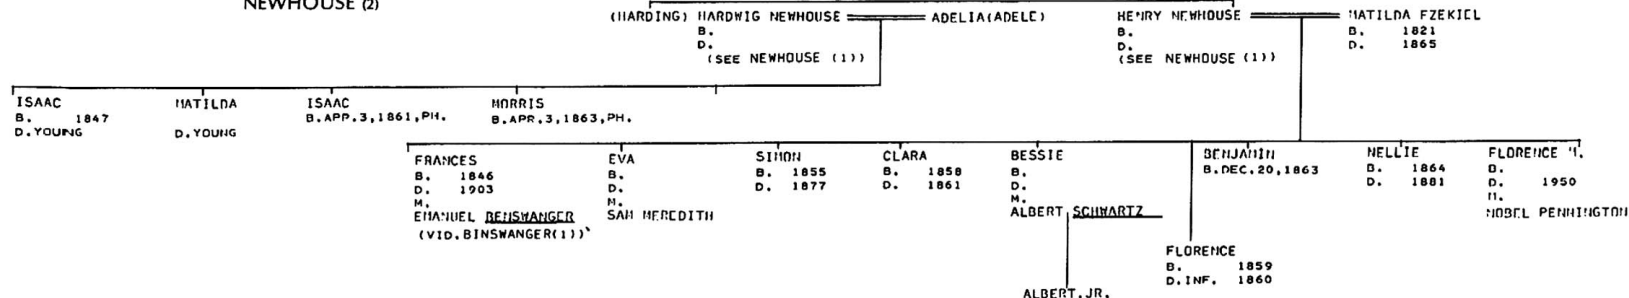 NEWHOUSE (2)
(HARDING) HARDWIG NEWHOUSE
B.
D.
(SEE NEWHOUSE (1))
ADELIA(ADELE)
HENRY NEWHOUSE
B.
D.
(SEE NEWHOUSE (1))
MATILDA EZEKIEL
B. 1821
D. 1865
ISAAC
B. 1847
D.YOUNG
MATILDA
D.YOUNG
ISAAC
B.APR.3,1861,PH.
MORRIS
B.APR.3,1863,PH.
FRANCES
B. 1846
D. 1903
M.
EMANUEL BENSWANGER
(VID.BINSWANGER(1))
EVA
B.
D.
M.
SAM MEREDITH
SIMON
B. 1855
D. 1877
CLARA
B. 1858
D. 1861
BESSIE
B.
D.
M.
ALBERT SCHWARTZ
ALBERT.JR.
FLORENCE
B. 1859
D.INF. 1860
BENJAMIN
B.DEC.20,1863
NELLIE
B. 1864
D. 1881
FLORENCE M.
B.
D. 1950
M.
NOBEL PENNINGTON